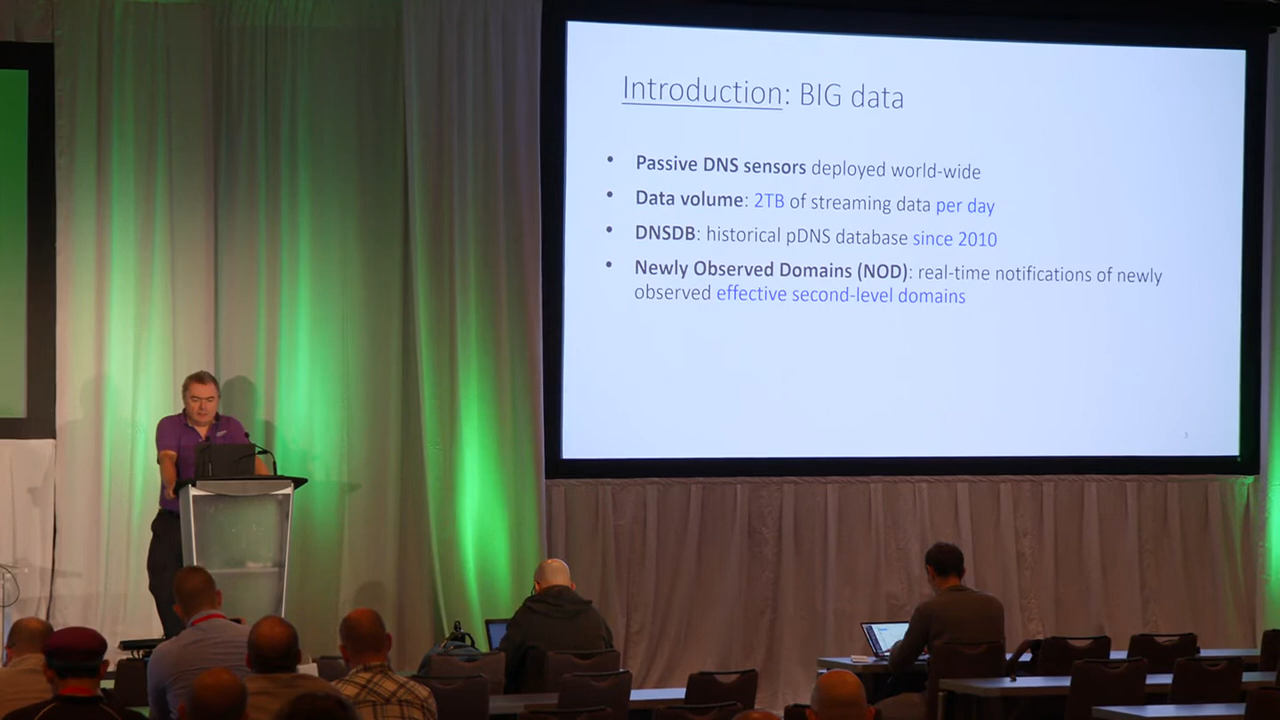 Introduction: BIG data
• Passive DNS sensors deployed world-wide
• Data volume: 2TB of streaming data per day
• DNSDB: historical pDNS database since 2010
• Newly Observed Domains (NOD): real-time notifications of newly
observed effective second-level domains
3